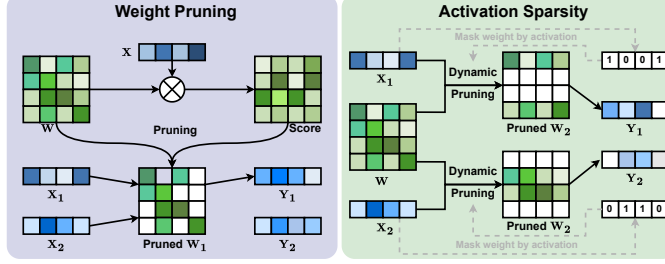 Weight Pruning
X
W
Pruning
Score
X1
Y1
X2
Pruned W1
Y2
Activation Sparsity
Mask weight by activation
1 0 0 1
X1
Dynamic
Pruning
Pruned W2
Y1
W
Dynamic
Pruning
Y2
X2
Pruned W2
0 1 1 0
Mask weight by activation